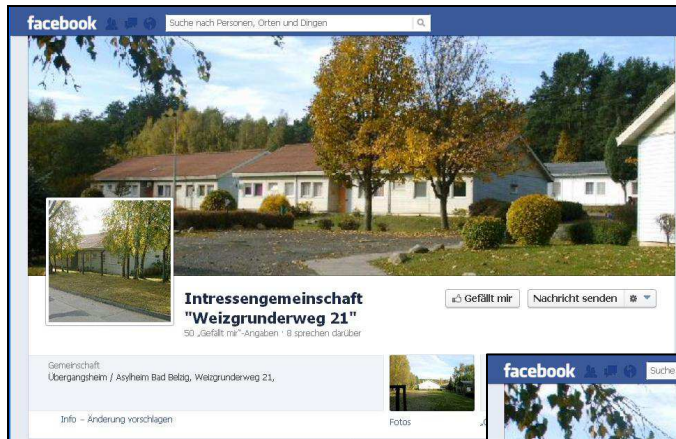 facebook Suche nach Personen, Orten und Dingen
Intressengemeinschaft
"Weizgrunderweg 21"
Gefällt mir Nachricht senden
50 „Gefällt mir“-Angaben · 8 sprechen darüber
Gemeinschaft
Übergangsheim / Asylheim Bad Belzig, Weizgrunderweg 21,
Info – Änderung vorschlagen
Fotos
facebook Suche